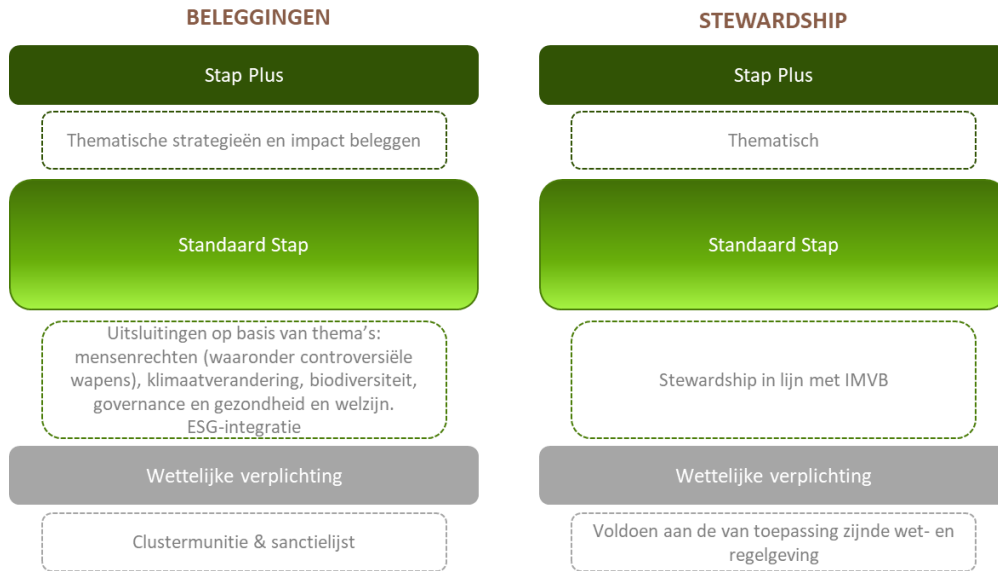 BELEGGINGEN
Stap Plus
Thematische strategieën en impact beleggen
Standaard Stap
Uitsluitingen op basis van thema's:
mensenrechten (waaronder controversiële
wapens), klimaatverandering, biodiversiteit,
governance en gezondheid en welzijn.
ESG-integratie
Wettelijke verplichting
Clustermunitie & sanctielijst
STEWARDSHIP
Stap Plus
Thematisch
Standaard Stap
Stewardship in lijn met IMVB
Wettelijke verplichting
Voldoen aan de van toepassing zijnde wet- en
regelgeving